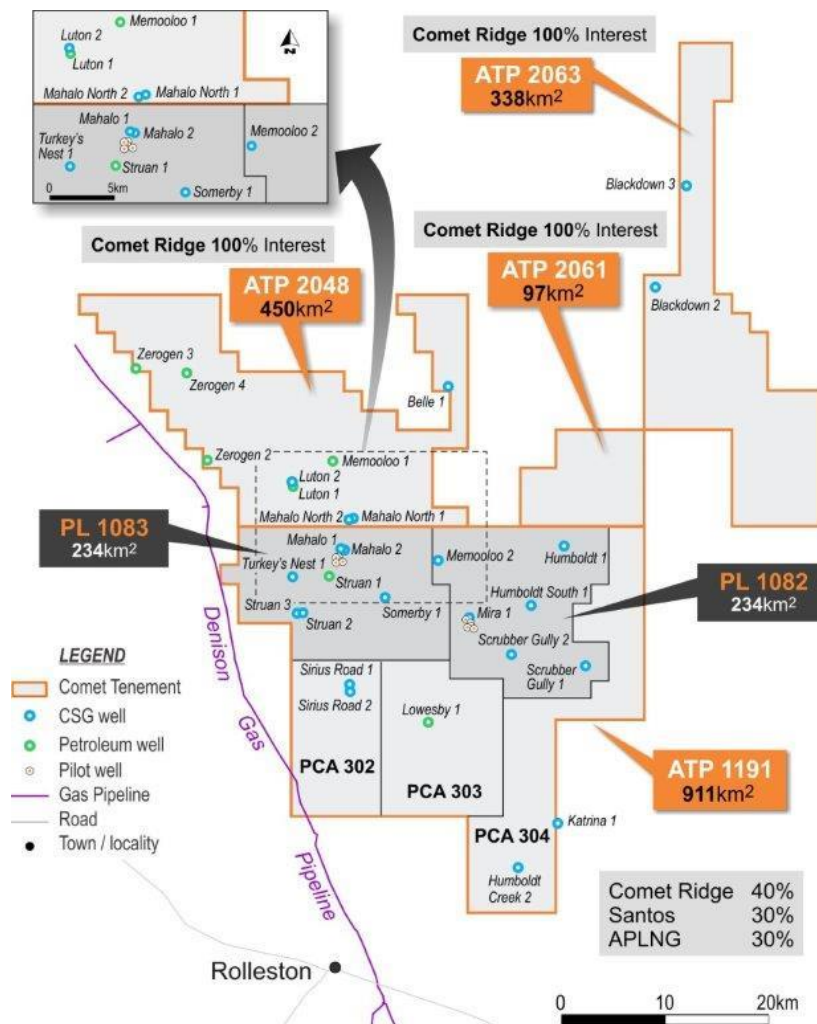 Memooloo 1
Luton 2
Luton 1
N
Mahalo North 2
Mahalo North 1
Mahalo 1
Mahalo 2
Memooloo 2
Turkey's
Nest 1
Struan 1
0
5km
Somerby 1
Comet Ridge 100% Interest
ATP 2063
338km2
Blackdown 3
Comet Ridge 100% Interest
ATP 2048
450km2
Comet Ridge 100% Interest
ATP 2061
97km2
Blackdown 2
Zerogen 3
Zerogen 4
Belle 1
Zerogen 2
Memooloo 1
Luton 2
Luton 1
Mahalo North 2
Mahalo North 1
PL 1083
234km2
Mahalo 1
Mahalo 2
Memooloo 2
Humboldt 1
Turkey's Nest 1
Struan 1
Humboldt South 1
PL 1082
234km2
Struan 3
Struan 2
Somerby 1
Mira 1
Scrubber Gully 2
Scrubber
Gully 1
Sirius Road 1
Sirius Road 2
Lowesby 1
PCA 302
PCA 303
PCA 304
ATP 1191
911km2
Katrina 1
Humboldt
Creek 2
Denison
Gas
Pipeline
LEGEND
Comet Tenement
CSG well
Petroleum well
Pilot well
Gas Pipeline
Road
Town / locality
Comet Ridge 40%
Santos 30%
APLNG 30%
Rolleston
0
10
20km